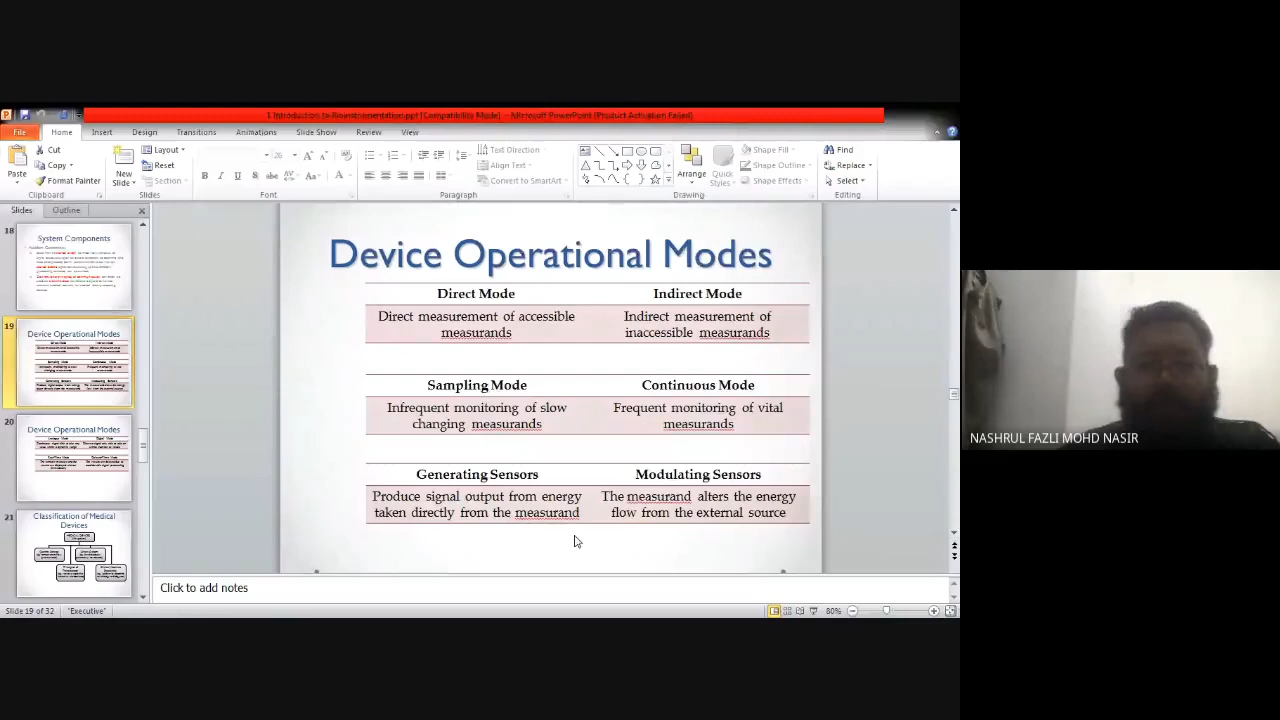 1 Introduction to Bioinstrumentation.ppt [Compatibility Mode] - Microsoft PowerPoint (Product Activation Failed)
File Home Insert Design Transitions Animations Slide Show Review View
Paste
Cut
Copy
Format Painter
Clipboard
New Slide
Layout
Reset
Section
Slides
26
Font
Text Direction
Align Text
Convert to SmartArt
Paragraph
Arrange
Quick Styles
Shape Fill
Shape Outline
Shape Effects
Drawing
Find
Replace
Select
Editing
Slides Outline
18
System Components
19
Device Operational Modes
20
Device Operational Modes
21
Classification of Medical
Devices
Device Operational Modes
Direct Mode Indirect Mode
Direct measurement of accessible measurands
Indirect measurement of inaccessible measurands
Sampling Mode Continuous Mode
Infrequent monitoring of slow changing measurands
Frequent monitoring of vital measurands
Generating Sensors Modulating Sensors
Produce signal output from energy taken directly from the measurand
The measurand alters the energy flow from the external source
Click to add notes
Slide 19 of 32 "Executive" 80%
NASHRUL FAZLI MOHD NASIR